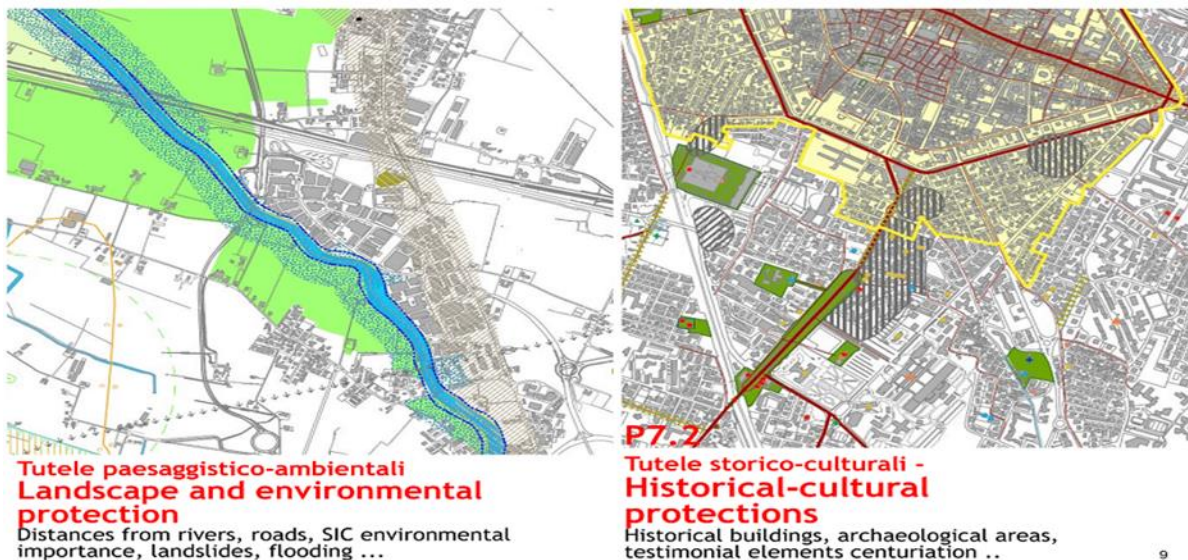 Tutele paesaggistico-ambientali
Landscape and environmental
protection
Distances from rivers, roads, SIC environmental
importance, landslides, flooding ...
P7.2
Tutele storico-culturali -
Historical-cultural
protections
Historical buildings, archaeological areas,
testimonial elements centuriation ..
9